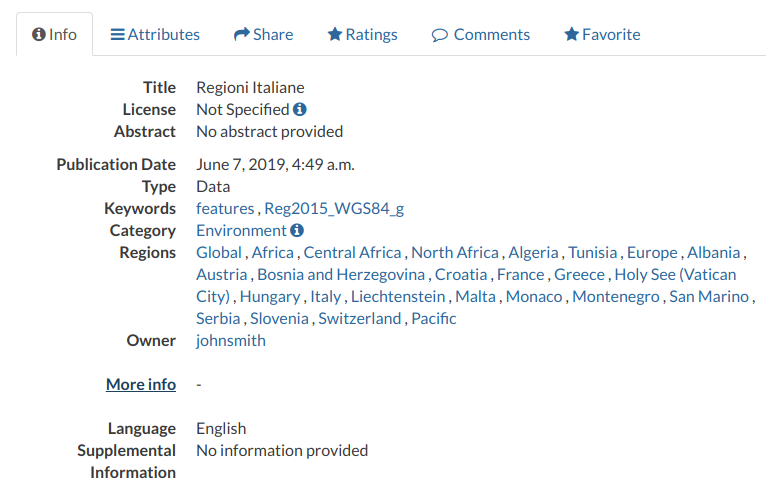 Info Attributes Share Ratings Comments Favorite
Title Regioni Italiane
License Not Specified
Abstract No abstract provided
Publication Date June 7, 2019, 4:49 a.m.
Type Data
Keywords features , Reg2015_WGS84_g
Category Environment
Regions Global , Africa , Central Africa , North Africa , Algeria , Tunisia , Europe , Albania ,
Austria , Bosnia and Herzegovina , Croatia , France , Greece , Holy See (Vatican
City) , Hungary , Italy , Liechtenstein , Malta , Monaco , Montenegro , San Marino ,
Serbia , Slovenia , Switzerland , Pacific
Owner johnsmith
More info -
Language English
Supplemental No information provided
Information